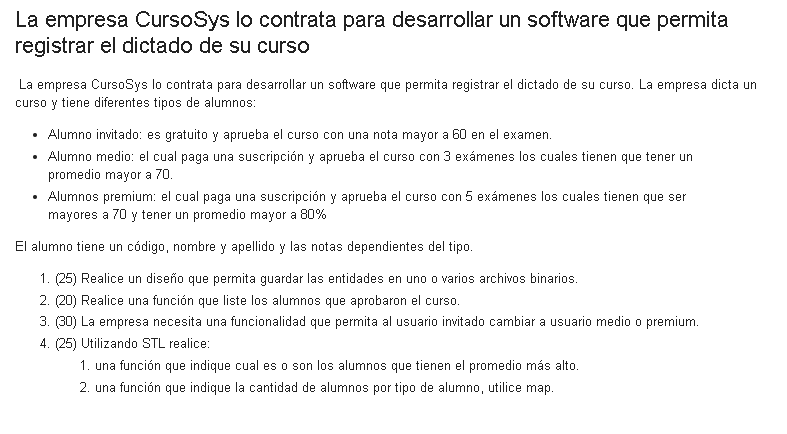 La empresa CursoSys lo contrata para desarrollar un software que permita
registrar el dictado de su curso
La empresa CursoSys lo contrata para desarrollar un software que permita registrar el dictado de su curso. La empresa dicta un
curso y tiene diferentes tipos de alumnos:
• Alumno invitado: es gratuito y aprueba el curso con una nota mayor a 60 en el examen.
• Alumno medio: el cual paga una suscripción y aprueba el curso con 3 exámenes los cuales tienen que tener un
promedio mayor a 70.
• Alumnos premium: el cual paga una suscripción y aprueba el curso con 5 exámenes los cuales tienen que ser
mayores a 70 y tener un promedio mayor a 80%
El alumno tiene un código, nombre y apellido y las notas dependientes del tipo.
1. (25) Realice un diseño que permita guardar las entidades en uno o varios archivos binarios.
2. (20) Realice una función que liste los alumnos que aprobaron el curso.
3. (30) La empresa necesita una funcionalidad que permita al usuario invitado cambiar a usuario medio o premium.
4. (25) Utilizando STL realice:
1. una función que indique cual es o son los alumnos que tienen el promedio más alto.
2. una función que indique la cantidad de alumnos por tipo de alumno, utilice map.